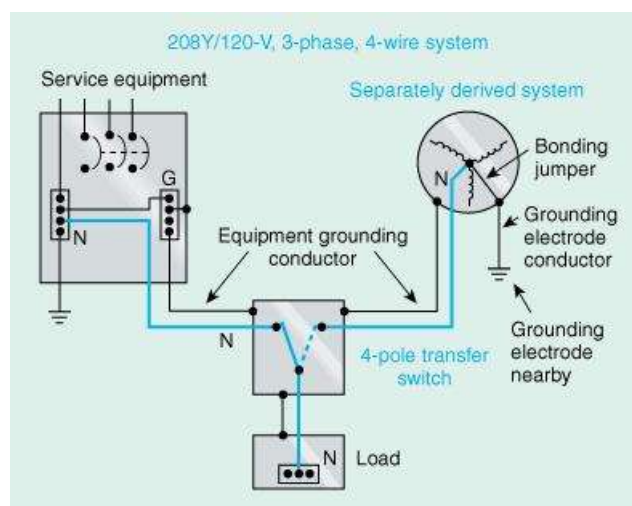 208Y/120-V, 3-phase, 4-wire system
Service equipment
Separately derived system
G
N
N
Bonding
jumper
Grounding
electrode
conductor
Equipment grounding
conductor
N
4-pole transfer
switch
Grounding
electrode
nearby
N
Load